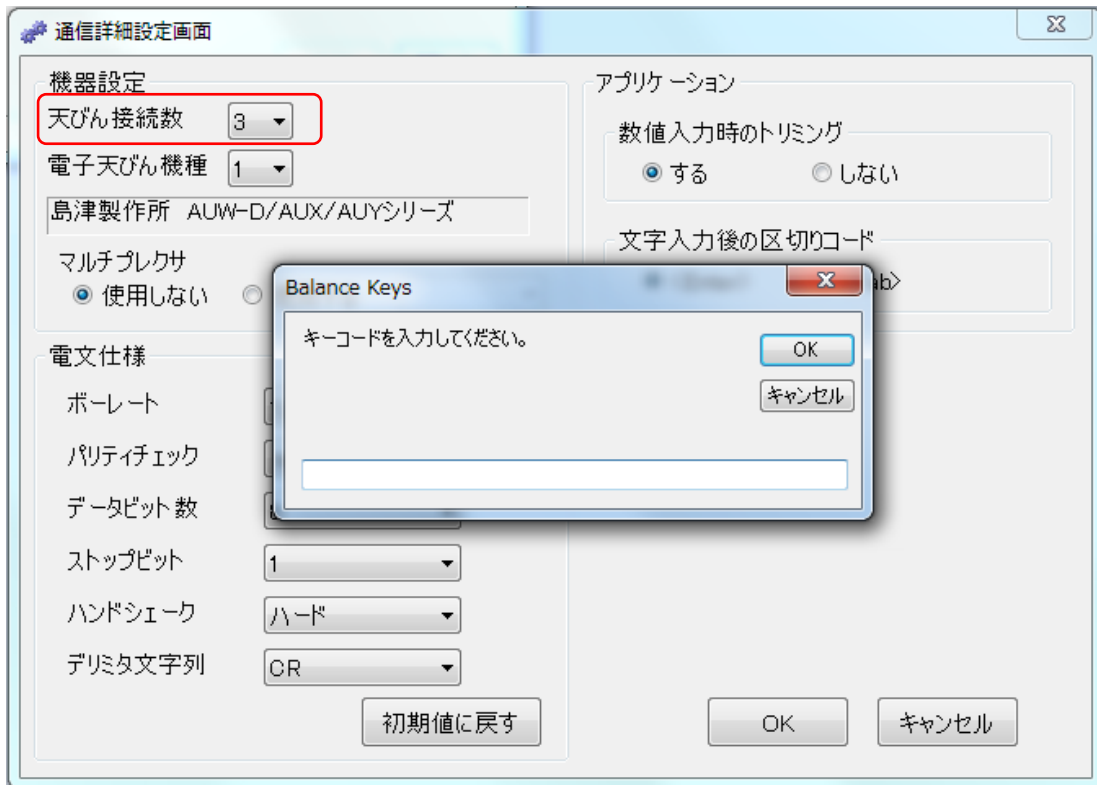 通信詳細設定画面
機器設定
天びん接続数 3
電子天びん機種 1
島津製作所 AUW-D/AUX/AUYシリーズ
マルチプレクサ
使用しない
電文仕様
ボーレート
パリティチェック
データビット数
ストップビット 1
ハンドシェーク ハード
デリミタ文字列 CR
初期値に戻す
アプリケーション
数値入力時のトリミング
する しない
文字入力後の区切りコード
ab>
Balance Keys
キーコードを入力してください。
OK
キャンセル
OK キャンセル